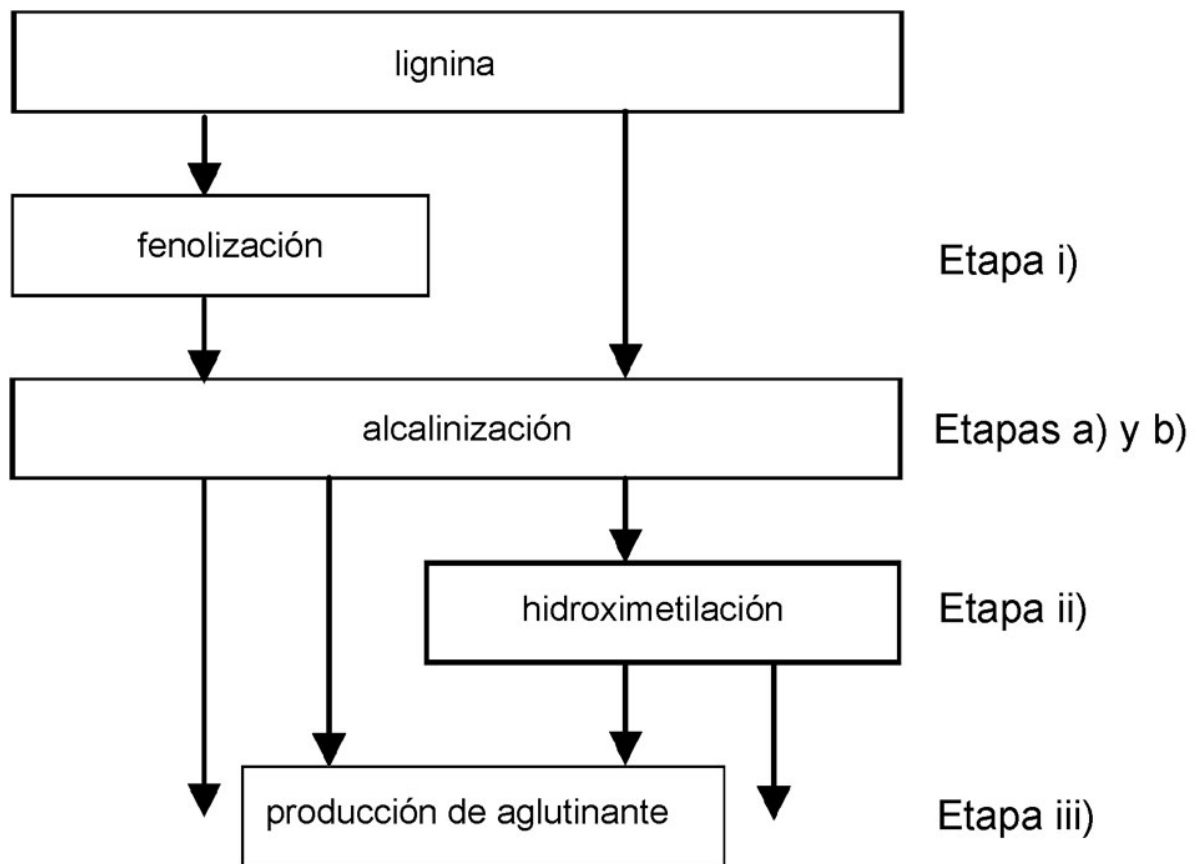 lignina
fenolización
Etapa i)
alcalinización
Etapas a) y b)
hidroximetilación
Etapa ii)
producción de aglutinante
Etapa iii)